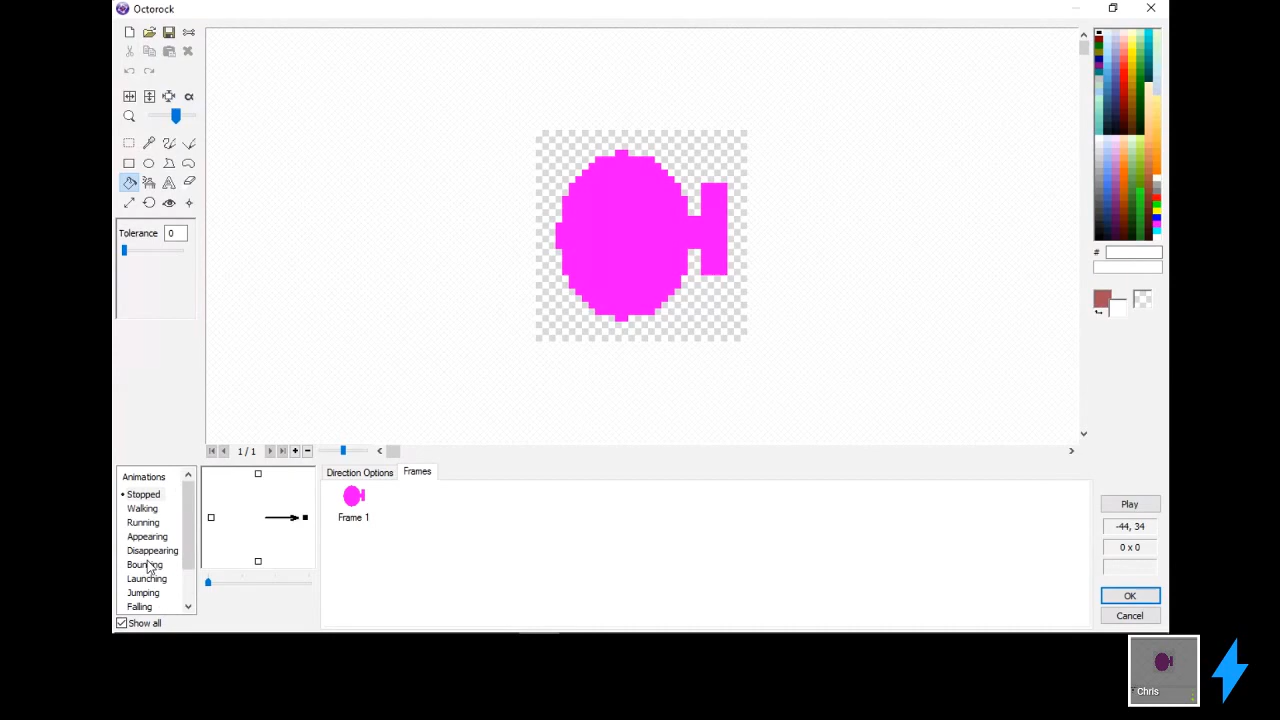 Octorock
Tolerance 0
#
1 / 1
Animations
Stopped
Walking
Running
Appearing
Disappearing
Bouncing
Launching
Jumping
Falling
Show all
Direction Options
Frames
Frame 1
Play
-44, 34
0 x 0
OK
Cancel
Chris